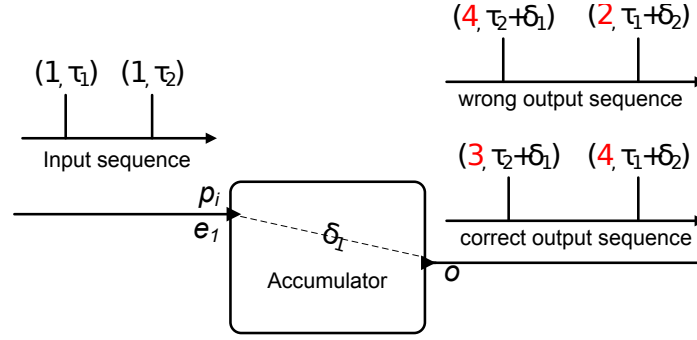 (4, τ2+δ1) (2, τ1+δ2)
(1, τ1) (1, τ2)
wrong output sequence
Input sequence
(3, τ2+δ1) (4, τ1+δ2)
pi
e1
δ1
correct output sequence
o
Accumulator